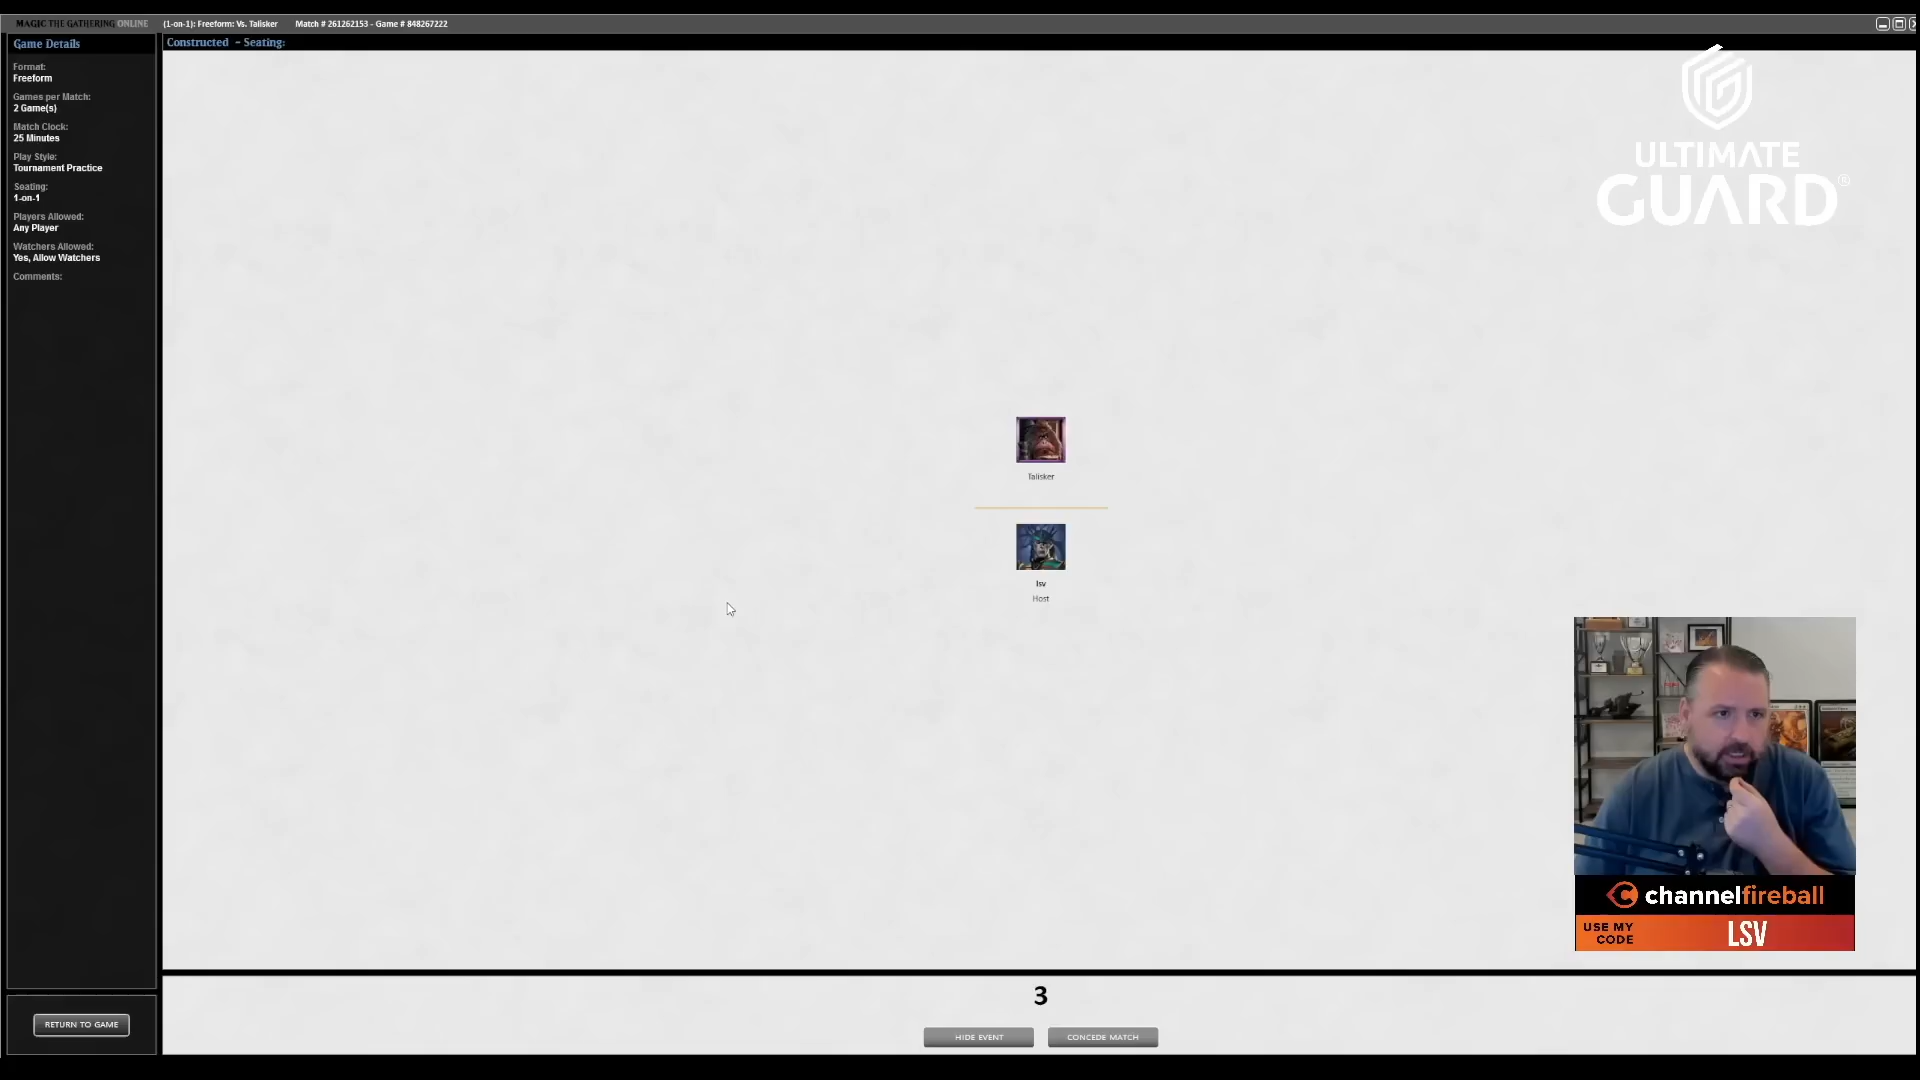 MAGIC THE GATHERING ONLINE
(1-on-1): Freeform: Vs. Talisker
Match # 261262153 - Game # 848267222
Game Details
Constructed - Seating:
Format:
Freeform
Games per Match:
2 Game(s)
Match Clock:
25 Minutes
Play Style:
Tournament Practice
Seating:
1-on-1
Players Allowed:
Any Player
Watchers Allowed:
Yes, Allow Watchers
Comments:
ULTIMATE
GUARD®
Talisker
lsv
Host
channelfireball
USE MY
CODE
LSV
3
RETURN TO GAME
HIDE EVENT
CONCEDE MATCH